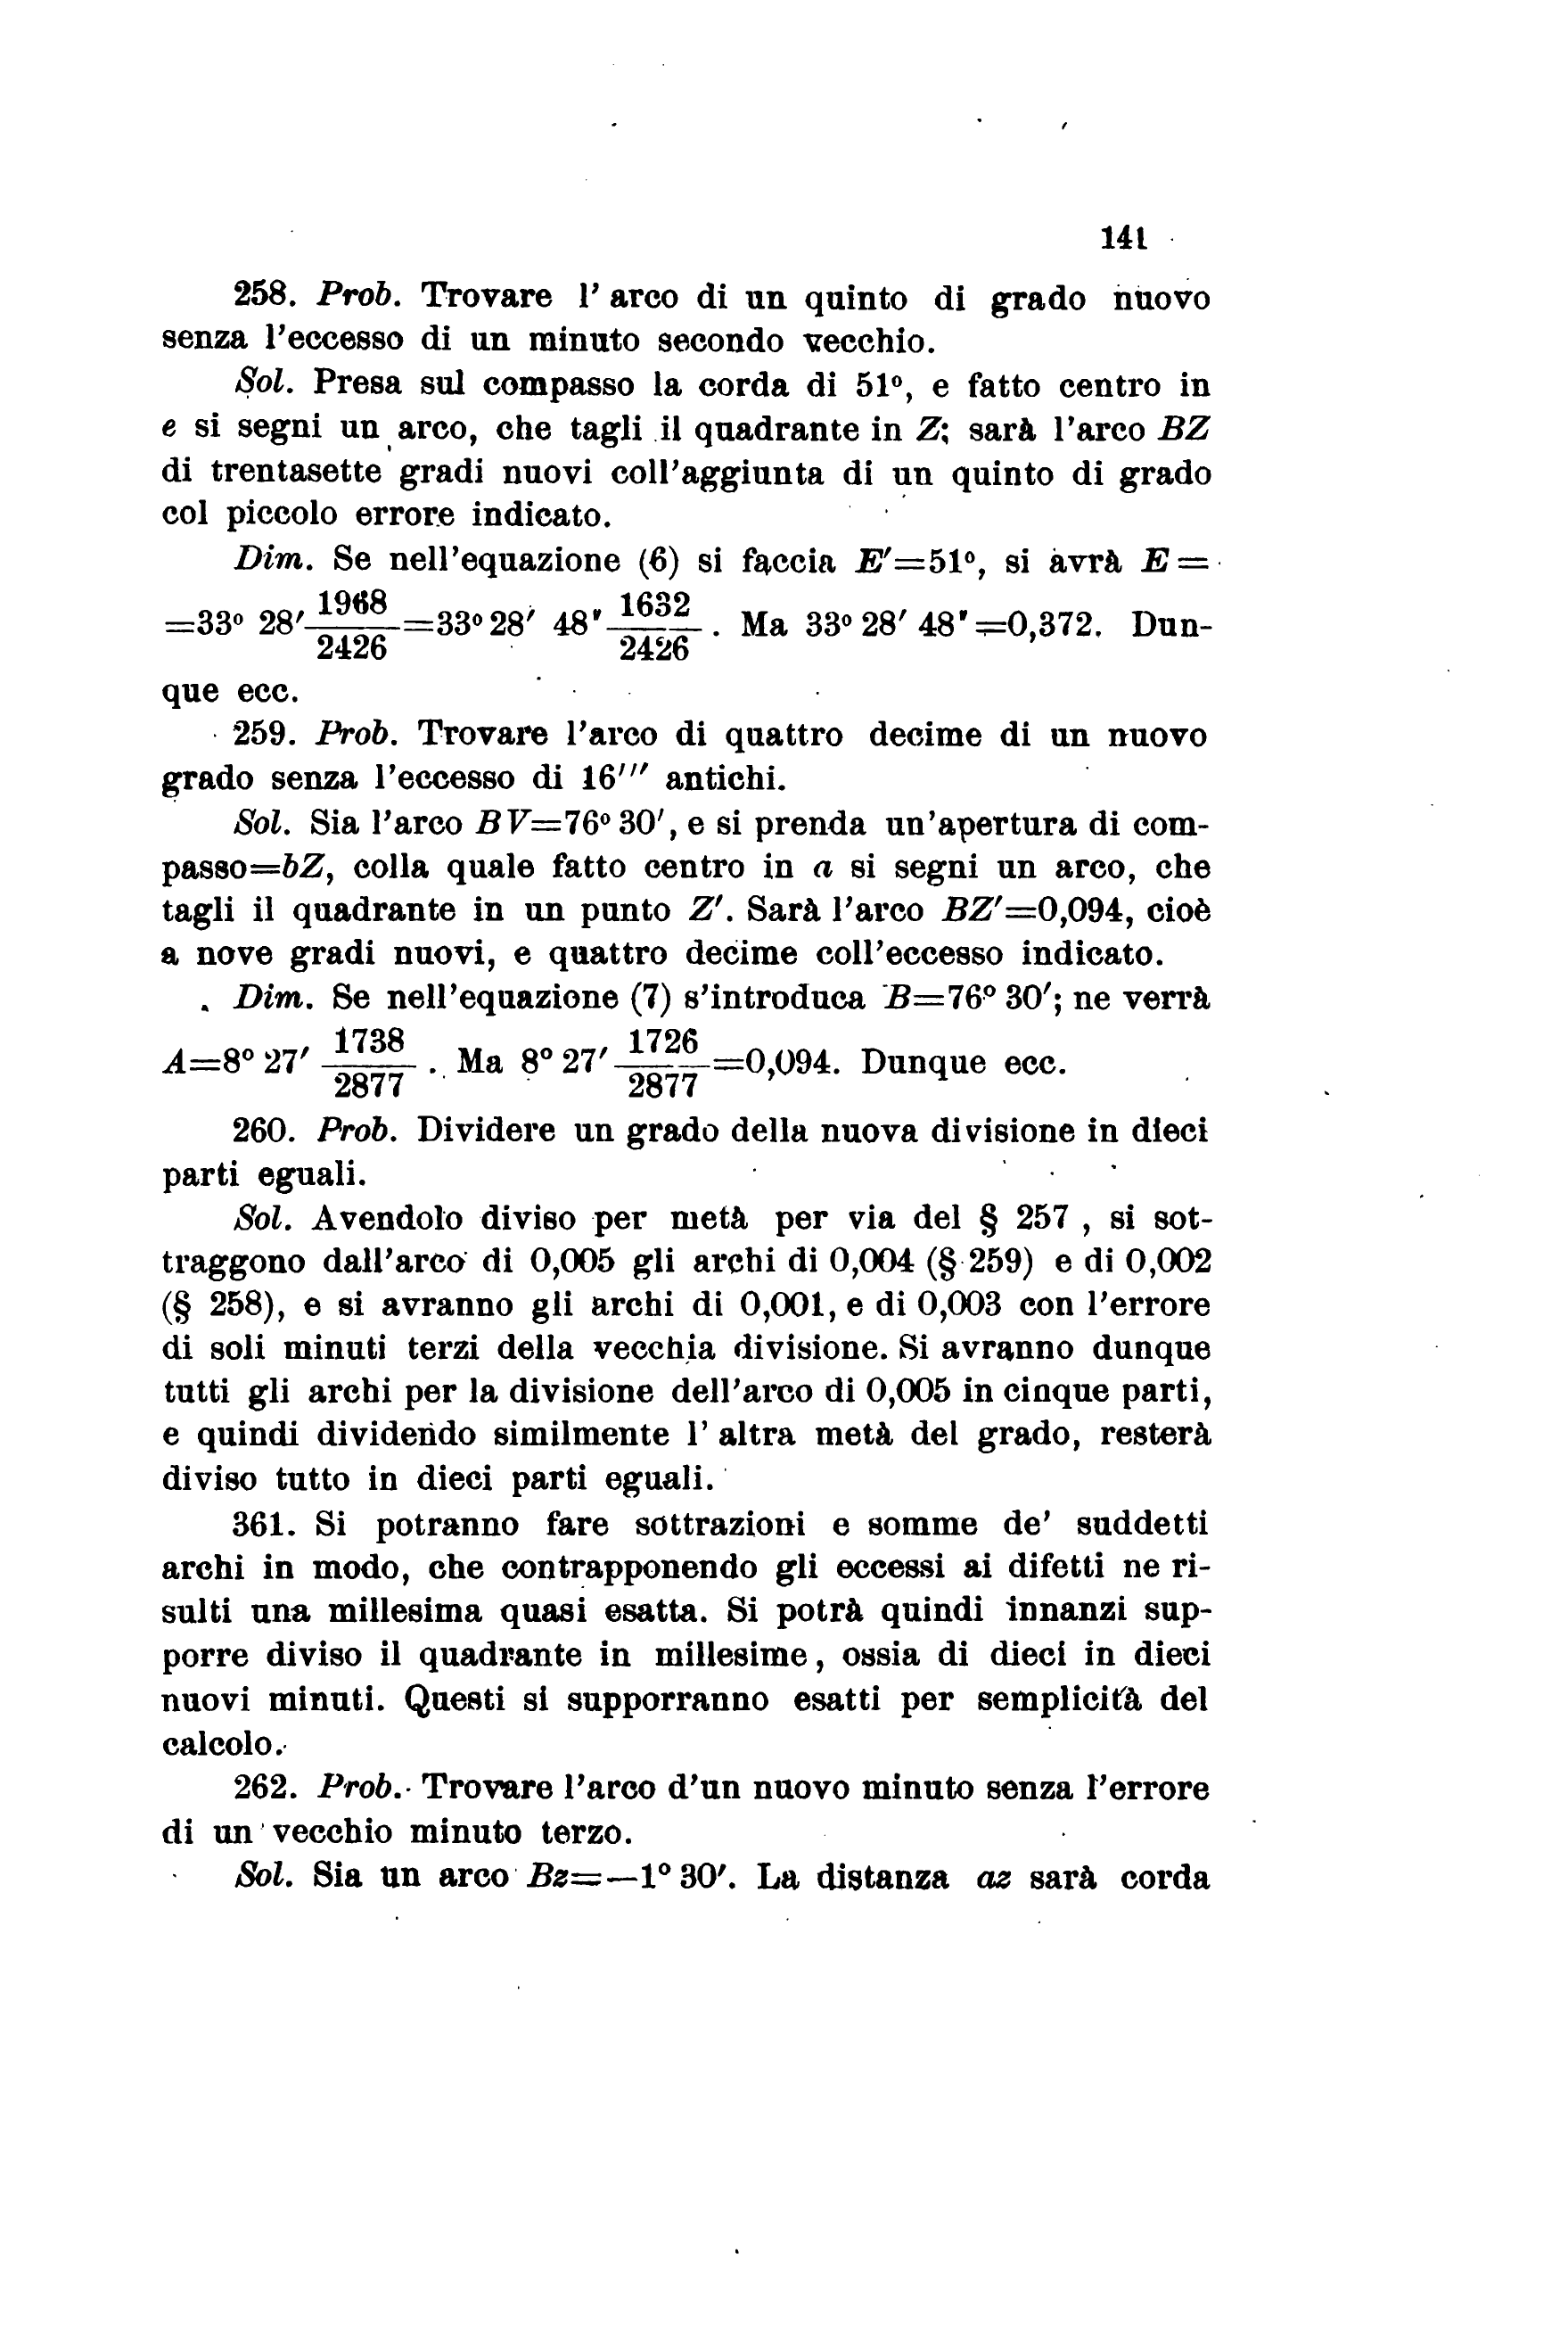 141
258. Prob. Trovare l' arco di un quinto di grado nuovo
senza l'eccesso di un minuto secondo vecchio.
Sol. Presa sul compasso la corda di 51°, e fatto centro in
e si segni un arco, che tagli il quadrante in Z; sarà l'arco BZ
di trentasette gradi nuovi coll'aggiunta di un quinto di grado
col piccolo errore indicato.
Dim. Se nell'equazione (6) si faccia E'=51°, si avrà E=
=33° 28' 1968/2426=33° 28' 48" 1632/2426. Ma 33° 28' 48"=0,372. Dun-
que ecc.
259. Prob. Trovare l'arco di quattro decime di un nuovo
grado senza l'eccesso di 16''' antichi.
Sol. Sia l'arco BV=76° 30', e si prenda un'apertura di com-
passo=bZ, colla quale fatto centro in a si segni un arco, che
tagli il quadrante in un punto Z'. Sarà l'arco BZ'=0,094, cioè
a nove gradi nuovi, e quattro decime coll'eccesso indicato.
Dim. Se nell'equazione (7) s'introduca B=76° 30'; ne verrà
A=8° 27' 1738/2877. Ma 8° 27' 1726/2877=0,094. Dunque ecc.
260. Prob. Dividere un grado della nuova divisione in dieci
parti eguali.
Sol. Avendolo diviso per metà per via del § 257, si sot-
traggono dall'arco di 0,005 gli archi di 0,004 (§ 259) e di 0,002
(§ 258), e si avranno gli archi di 0,001, e di 0,003 con l'errore
di soli minuti terzi della vecchia divisione. Si avranno dunque
tutti gli archi per la divisione dell'arco di 0,005 in cinque parti,
e quindi dividendo similmente l' altra metà del grado, resterà
diviso tutto in dieci parti eguali.
361. Si potranno fare sottrazioni e somme de' suddetti
archi in modo, che contrapponendo gli eccessi ai difetti ne ri-
sulti una millesima quasi esatta. Si potrà quindi innanzi sup-
porre diviso il quadrante in millesime, ossia di dieci in dieci
nuovi minuti. Questi si supporranno esatti per semplicità del
calcolo.
262. Prob. Trovare l'arco d'un nuovo minuto senza l'errore
di un vecchio minuto terzo.
Sol. Sia un arco Bz=—1° 30'. La distanza az sarà corda